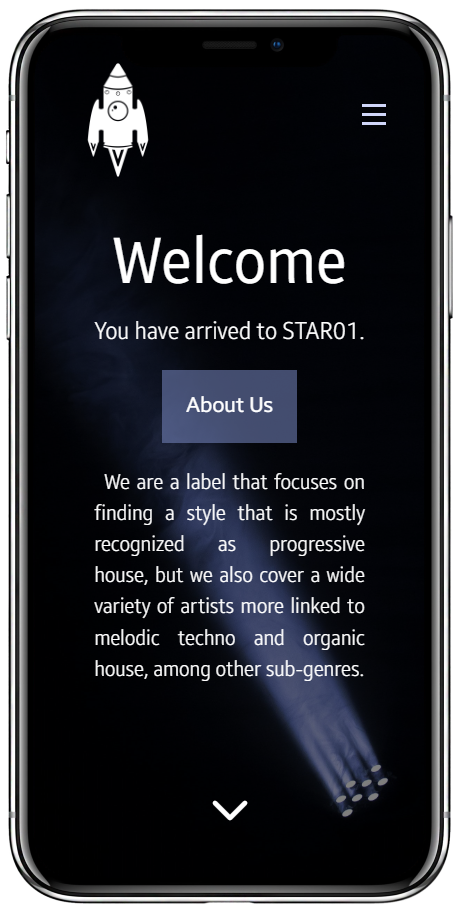 Welcome
You have arrived to STAR01.
About Us
We are a label that focuses on
finding a style that is mostly
recognized as progressive
house, but we also cover a wide
variety of artists more linked to
melodic techno and organic
house, among other sub-genres.